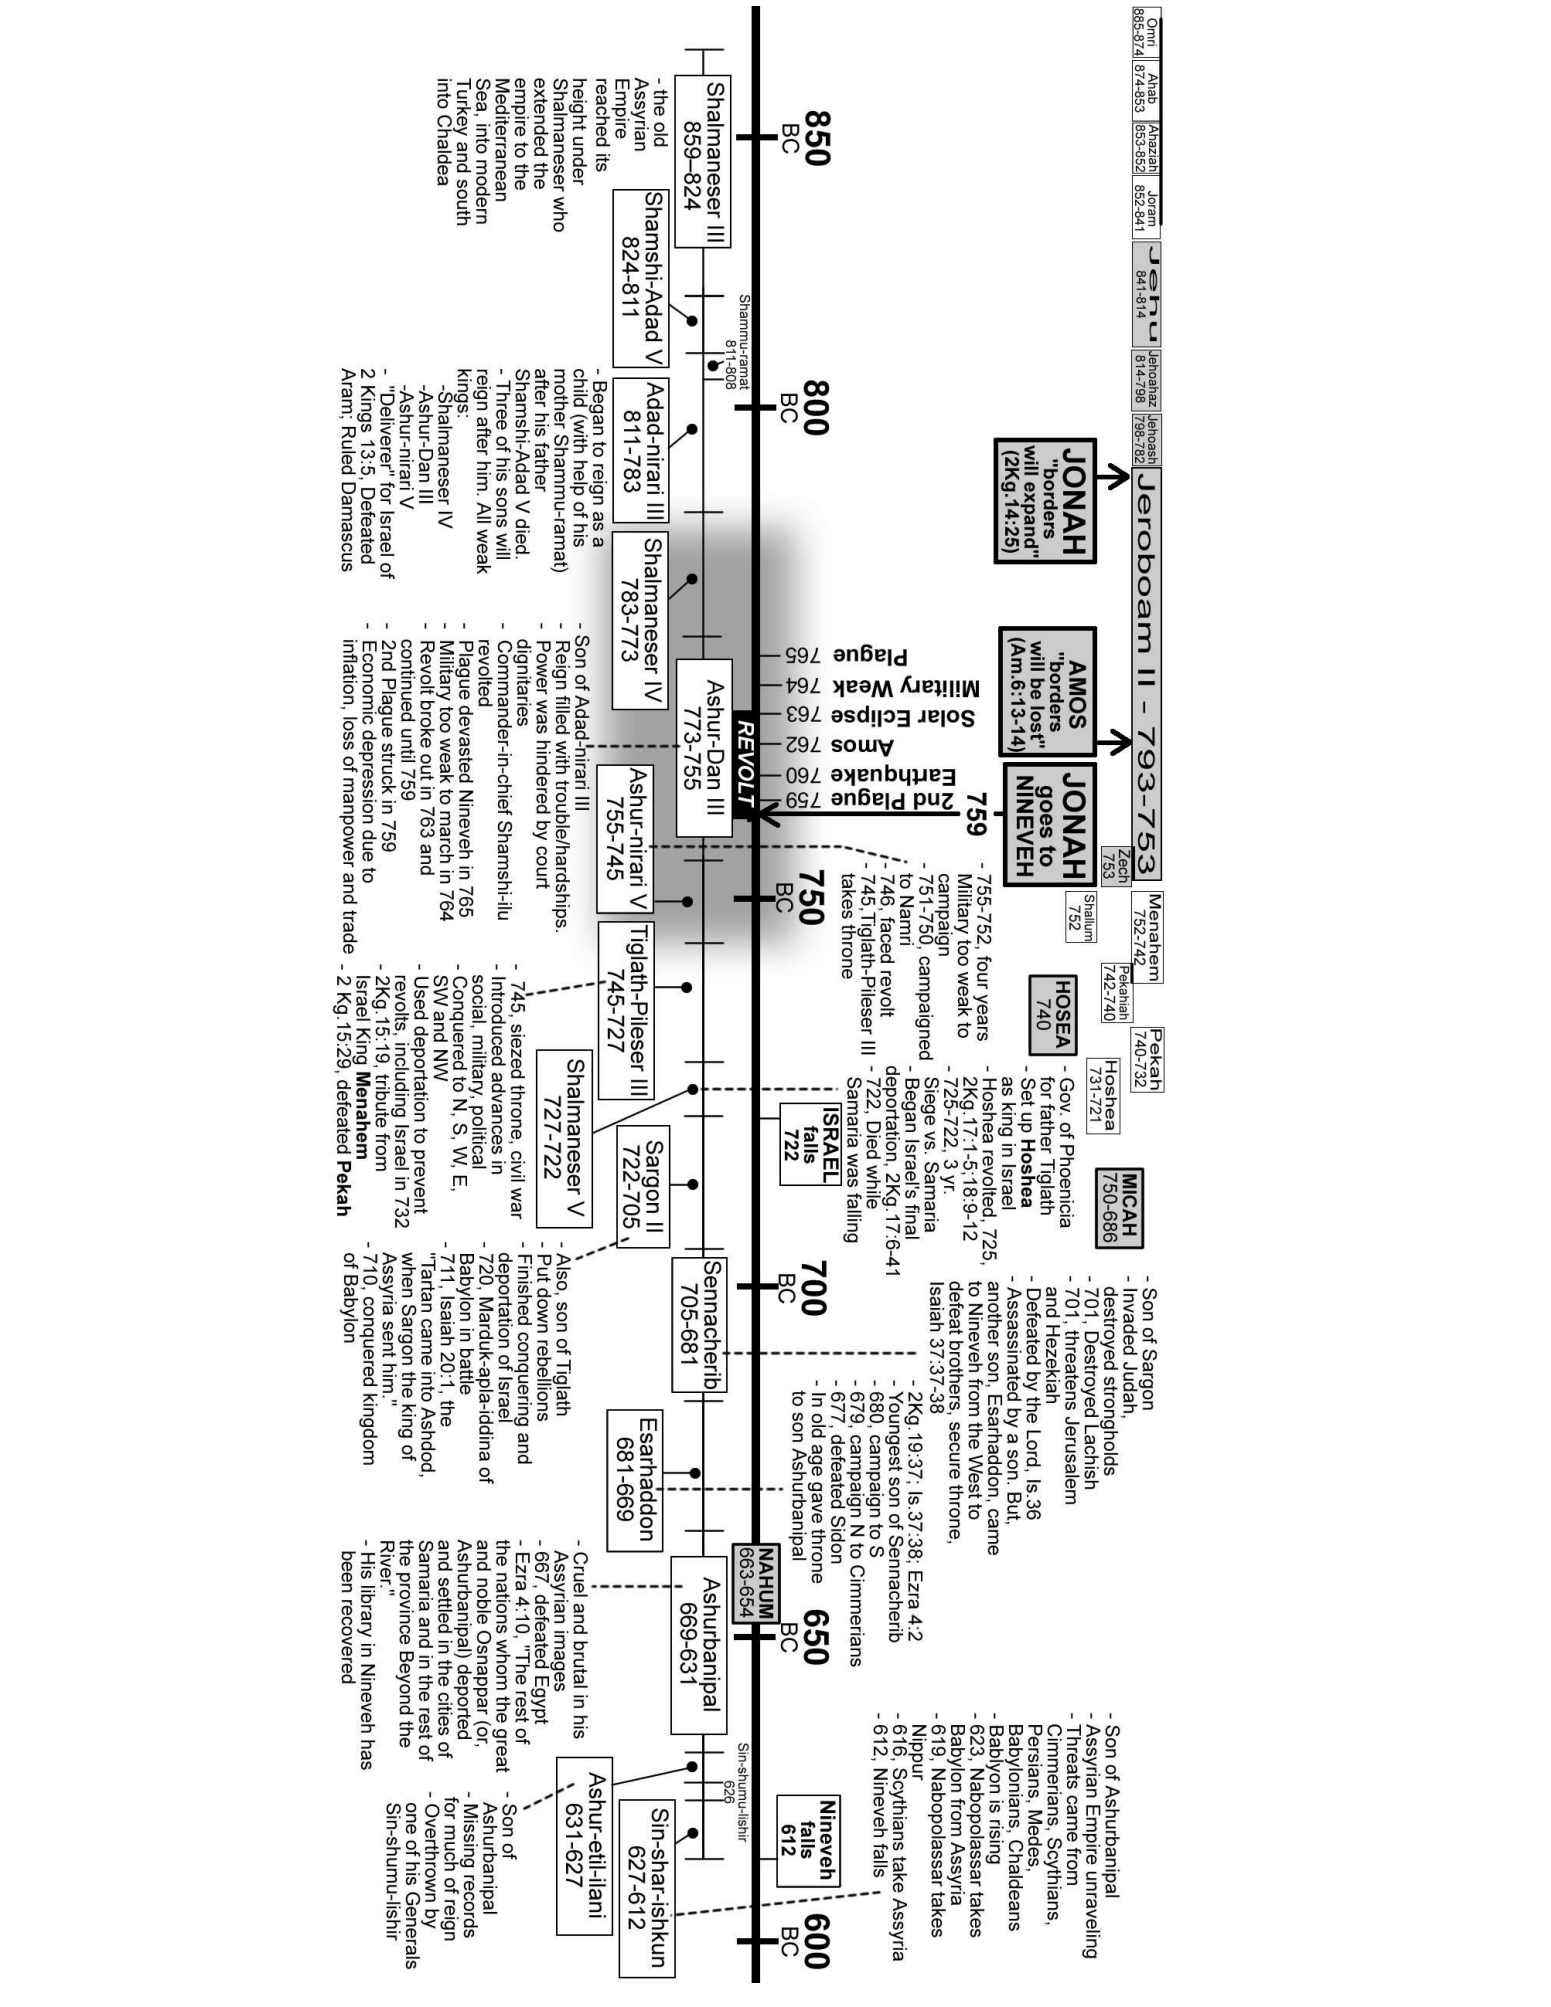 Omri
885-874
Ahab
874-853
Ahaziah
853-852
Joram
852-841
Jehu
841-814
Jehoahaz
814-798
Jehoash
798-782
Jeroboam II - 793-753
Zech
753
Shallum
752
Menahem
752-742
Pekahiah
742-740
Pekah
740-732
Hoshea
731-721
JONAH
"borders
will expand"
(2Kg.14:25)
AMOS
"borders
will be lost"
(Am.6:13-14)
JONAH
goes to
NINEVEH
759
HOSEA
740
MICAH
750-686
Plague 765
Military Weak 764
Solar Eclipse 763
Amos 762
Earthquake 760
2nd Plague 759
- 755-752, four years
Military too weak to
campaign
- 751-750, campaigned
to Namri
- 746, faced revolt
- 745,Tiglath-Pileser III
takes throne
- Gov. of Phoenicia
for father Tiglath
- Set up Hoshea
as king in Israel
- Hoshea revolted, 725,
2Kg.17:1-5;18:9-12
- 725-722, 3 yr.
Siege vs. Samaria
- Began Israel's final
deportation, 2Kg.17:6-41
- 722, Died while
Samaria was falling
ISRAEL
falls
722
- Son of Sargon
- Invaded Judah,
destroyed strongholds
- 701, Destroyed Lachish
- 701, threatens Jerusalem
and Hezekiah
- Defeated by the Lord, Is.36
- Assassinated by a son. But,
another son, Esarhaddon, came
to Nineveh from the West to
defeat brothers, secure throne,
Isaiah 37:37-38
- 2Kg.19:37; Is.37:38; Ezra 4:2
- Youngest son of Sennacherib
- 680, campaign to S
- 679, campaign N to Cimmerians
- 677, defeated Sidon
- In old age gave throne
to son Ashurbanipal
- Son of Ashurbanipal
- Assyrian Empire unraveling
- Threats came from
Cimmerians, Scythians,
Persians, Medes,
Babylonians, Chaldeans
- Bablyon is rising
- 623, Nabopolassar takes
Babylon from Assyria
- 619, Nabopolassar takes
Nippur
- 616, Scythians take Assyria
- 612, Nineveh falls
Nineveh
falls
612
850
BC
800
BC
750
BC
700
BC
650
BC
600
BC
REVOLT
NAHUM
663-654
Shammu-ramat
811-808
Sin-shumu-lishir
626
Shalmaneser III
859–824
Shamshi-Adad V
824-811
Adad-nirari III
811-783
Shalmaneser IV
783-773
Ashur-Dan III
773-755
Ashur-nirari V
755-745
Tiglath-Pileser III
745-727
Shalmaneser V
727-722
Sargon II
722-705
Sennacherib
705-681
Esarhaddon
681-669
Ashurbanipal
669-631
Ashur-etil-ilani
631-627
Sin-shar-ishkun
627-612
- the old
Assyrian
Empire
reached its
height under
Shalmaneser who
extended the
empire to the
Mediterranean
Sea, into modern
Turkey and south
into Chaldea
- Began to reign as a
child (with help of his
mother Shammu-ramat)
after his father
Shamshi-Adad V died.
- Three of his sons will
reign after him. All weak
kings:
-Shalmaneser IV
-Ashur-Dan III
-Ashur-nirari V
- "Deliverer" for Israel of
2 Kings 13:5, Defeated
Aram; Ruled Damascus
- Son of Adad-nirari III
- Reign filled with trouble/hardships.
- Power was hindered by court
dignitaries
- Commander-in-chief Shamshi-ilu
revolted
- Plague devasted Nineveh in 765
- Military too weak to march in 764
- Revolt broke out in 763 and
continued until 759
- 2nd Plague struck in 759
- Economic depression due to
inflation, loss of manpower and trade
- 745, siezed throne, civil war
- Introduced advances in
social, military, political
- Conquered to N, S, W, E,
SW and NW
- Used deportation to prevent
revolts, including Israel in 732
- 2Kg.15:19, tribute from
Israel King Menahem
- 2 Kg.15:29, defeated Pekah
- Also, son of Tiglath
- Put down rebellions
- Finished conquering and
deportation of Israel
- 720, Marduk-apla-iddina of
Babylon in battle
- 711, Isaiah 20:1, the
"Tartan came into Ashdod,
when Sargon the king of
Assyria sent him."
- 710, conquered kingdom
of Babylon
- Cruel and brutal in his
Assyrian images
- 667, defeated Egypt
- Ezra 4:10, "The rest of
the nations whom the great
and noble Osnappar (or,
Ashurbanipal) deported
and settled in the cities of
Samaria and in the rest of
the province Beyond the
River."
- His library in Nineveh has
been recovered
- Son of
Ashurbanipal
- Missing records
for much of reign
- Overthrown by
one of his Generals
Sin-shumu-lishir